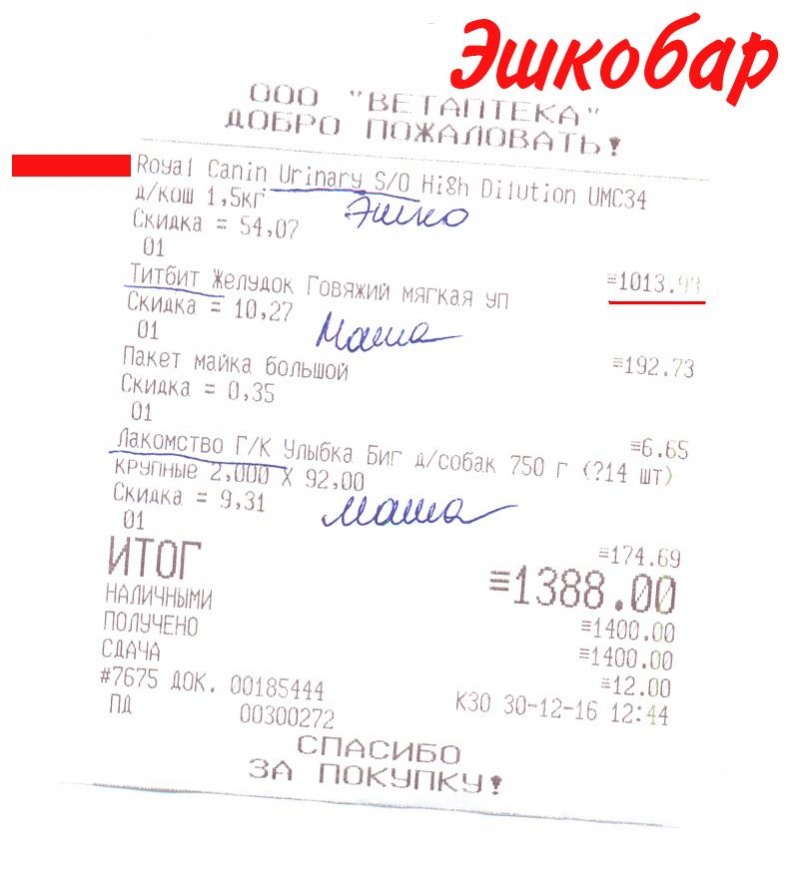 Эшкобар
ООО "ВЕТАПТЕКА"
ДОБРО ПОЖАЛОВАТЬ!
Royal Canin Urinary S/O High Dilution UMC34
д/кош 1,5кг
Эшко
Скидка = 54,07
01
≡1013.93
Титбит Желудок Говяжий мягкая уп
Скидка = 10,27
Маша
01
≡192.73
Пакет майка большой
Скидка = 0,35
01
≡6.65
Лакомство Г/К Улыбка Биг д/собак 750 г (?14 шт)
крупные 2,000 X 92,00
Скидка = 9,31
маша
01
≡174.69
ИТОГ ≡1388.00
НАЛИЧНЫМИ ≡1400.00
ПОЛУЧЕНО ≡1400.00
СДАЧА ≡12.00
#7675 ДОК. 00185444 К30 30-12-16 12:44
ПД 00300272
СПАСИБО
ЗА ПОКУПКУ!